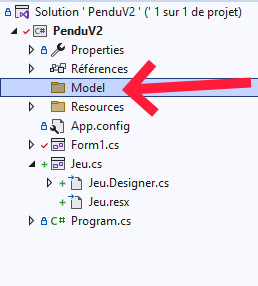 Solution ' PenduV2 ' (' 1 sur 1 de projet)
C# PenduV2
Properties
Références
Model
Resources
App.config
Form1.cs
Jeu.cs
Jeu.Designer.cs
Jeu.resx
C# Program.cs